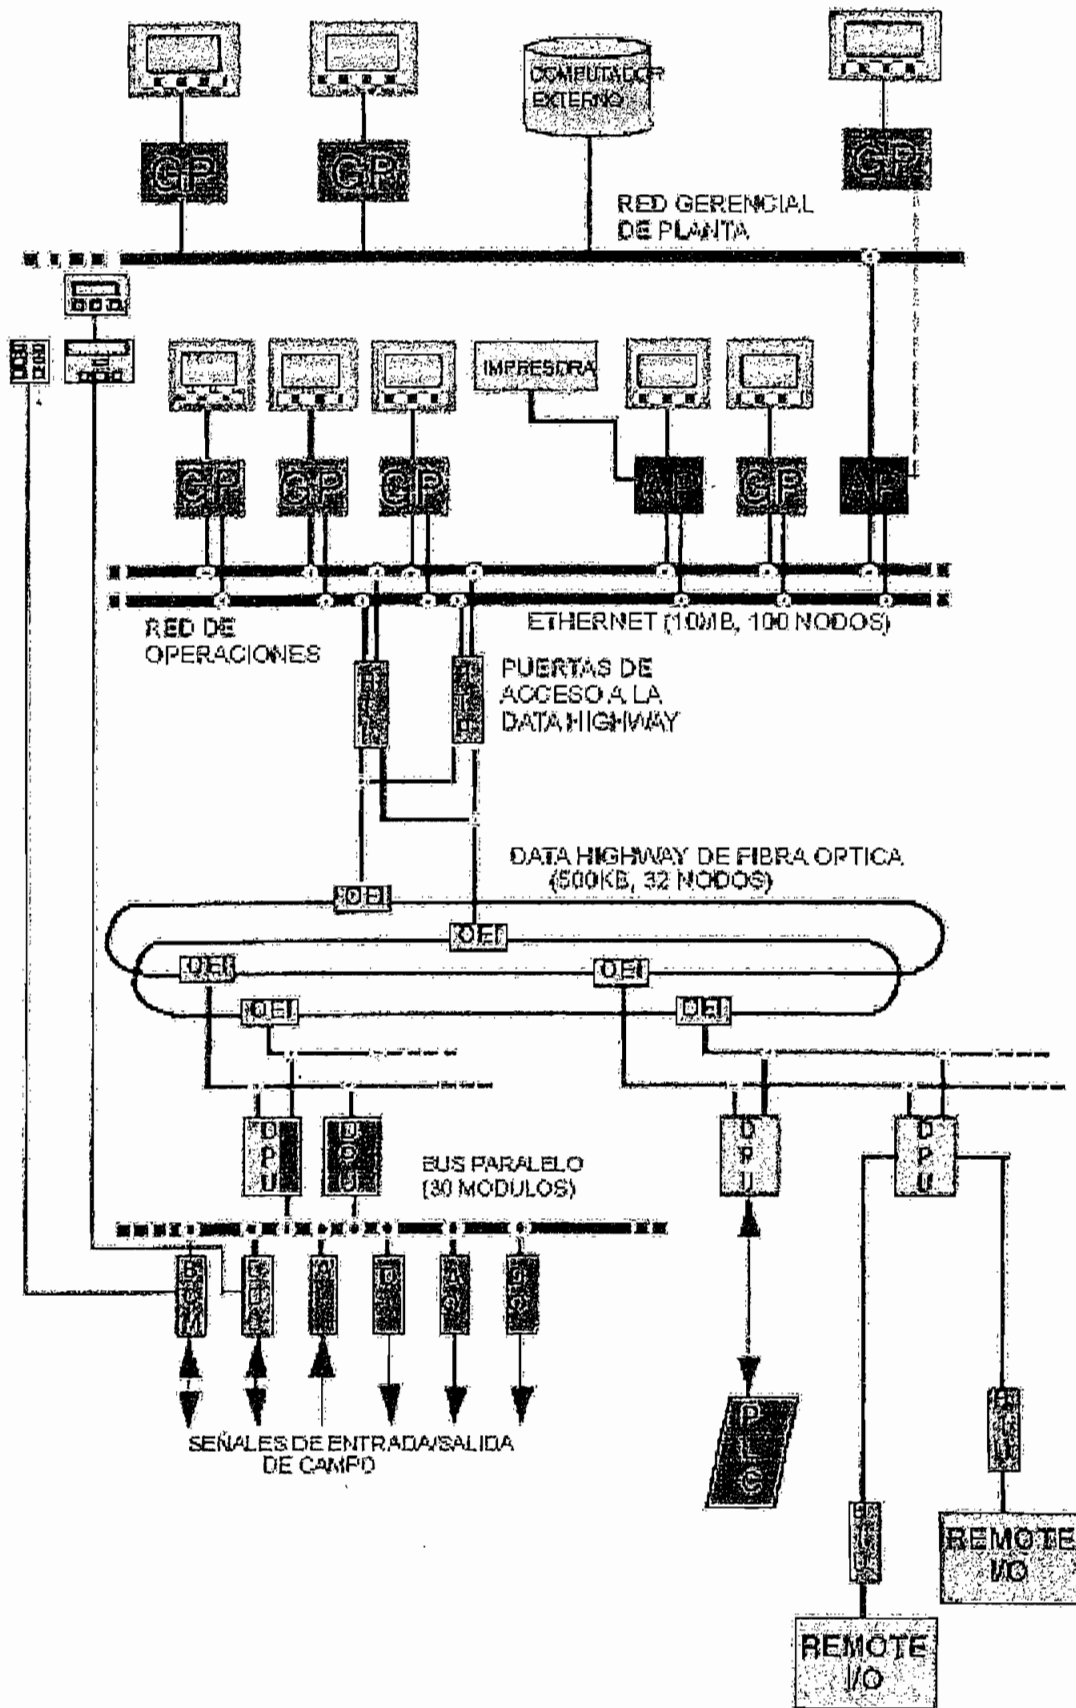 COMPUTADOR
EXTERNO
GP
GP
GP
RED GERENCIAL
DE PLANTA
IMPRESORA
GP
GP
GP
AP
GP
AP
RED DE
OPERACIONES
ETHERNET (10MB, 100 NODOS)
PUERTAS DE
ACCESO A LA
DATA HIGHWAY
DATA HIGHWAY DE FIBRA OPTICA
(500KB, 32 NODOS)
OEI
OEI
OEI
OEI
OEI
OEI
DPU
DPU
DPU
DPU
BUS PARALELO
(30 MODULOS)
BCM
SEÑALES DE ENTRADA/SALIDA
DE CAMPO
PLC
REMOTE
I/O
REMOTE
I/O